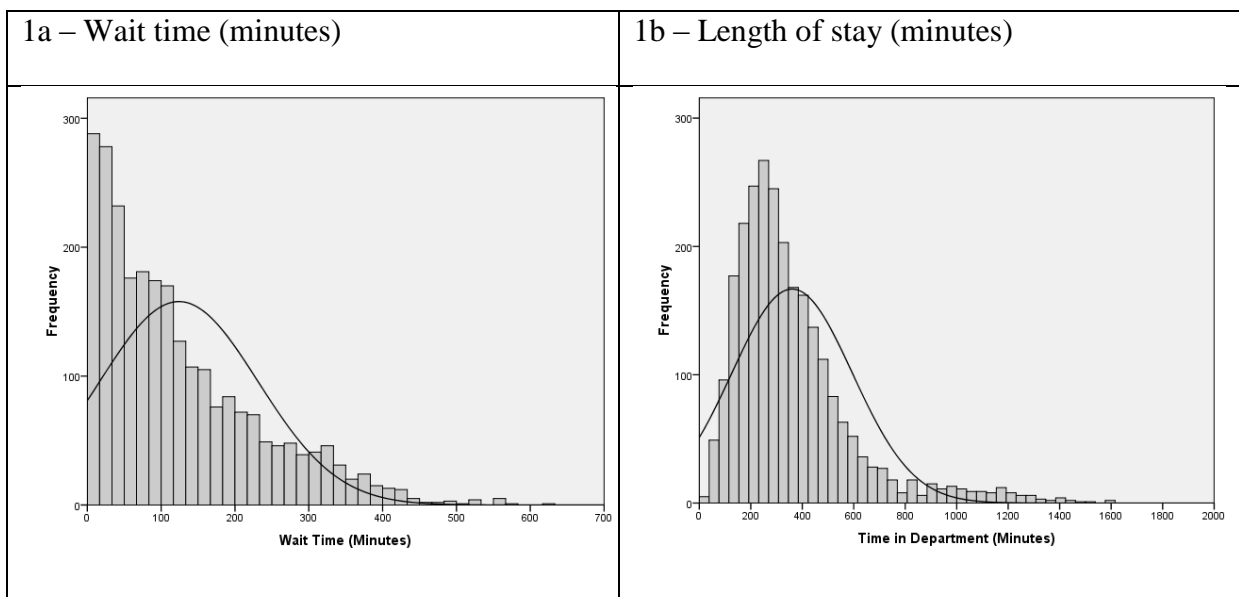 1a – Wait time (minutes)
300
200
100
0
Frequency
0 100 200 300 400 500 600 700
Wait Time (Minutes)
1b – Length of stay (minutes)
300
200
100
0
Frequency
0 200 400 600 800 1000 1200 1400 1600 1800 2000
Time in Department (Minutes)